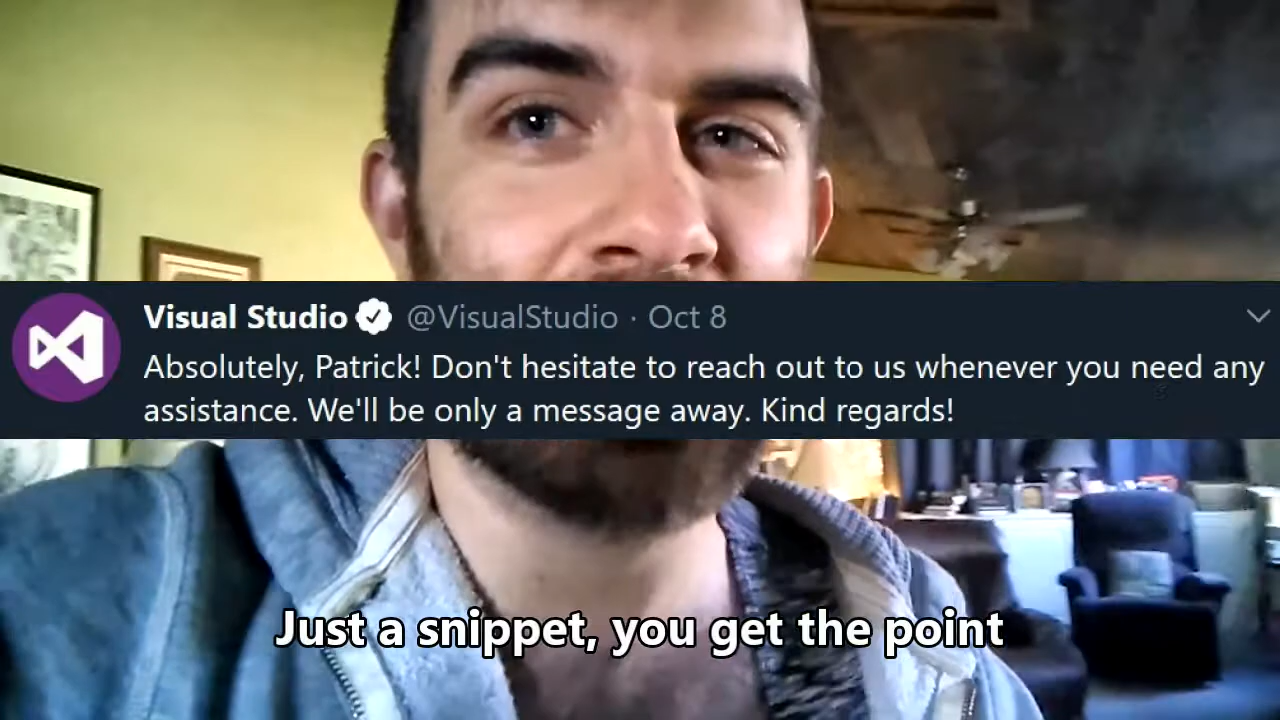 Visual Studio @VisualStudio · Oct 8
Absolutely, Patrick! Don't hesitate to reach out to us whenever you need any
assistance. We'll be only a message away. Kind regards!
Just a snippet, you get the point